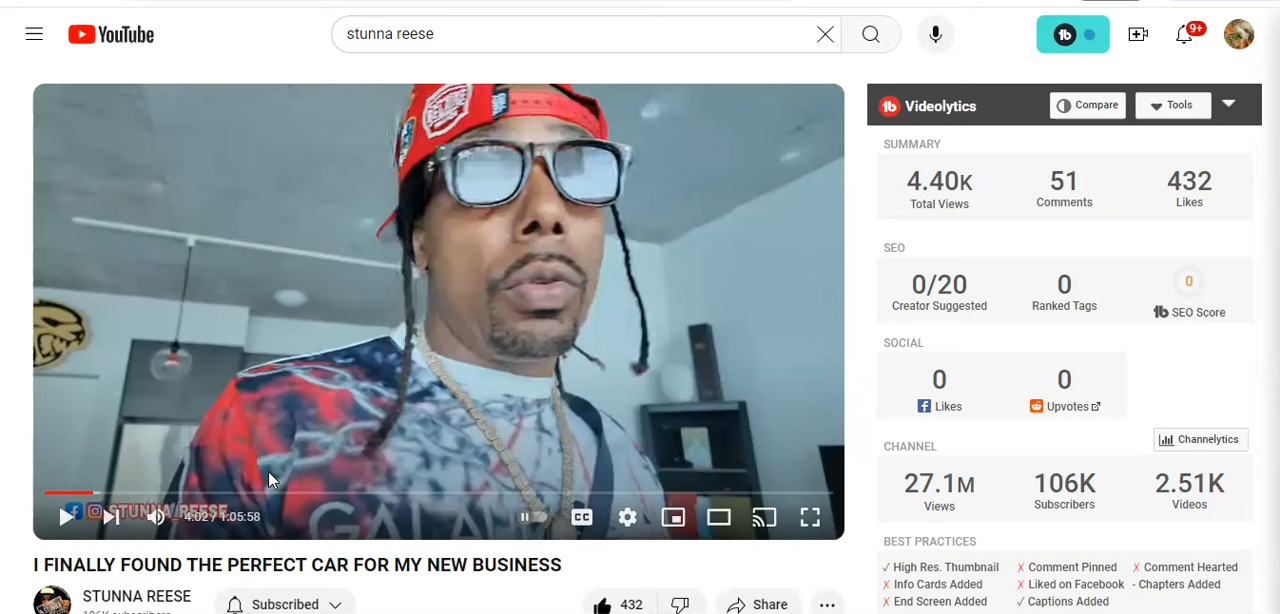 YouTube
stunna reese
9+
STUNNA_REESE
4:02 / 1:05:58
CC
I FINALLY FOUND THE PERFECT CAR FOR MY NEW BUSINESS
STUNNA REESE
Subscribed
432
Share
Videolytics
Compare
Tools
SUMMARY
4.40K 51 432
Total Views Comments Likes
SEO
0/20 0 0
Creator Suggested Ranked Tags SEO Score
SOCIAL
0 0
Likes Upvotes
CHANNEL
Channelytics
27.1M 106K 2.51K
Views Subscribers Videos
BEST PRACTICES
✓ High Res. Thumbnail ✗ Comment Pinned ✗ Comment Hearted
✗ Info Cards Added ✗ Liked on Facebook - Chapters Added
✗ End Screen Added ✓ Captions Added